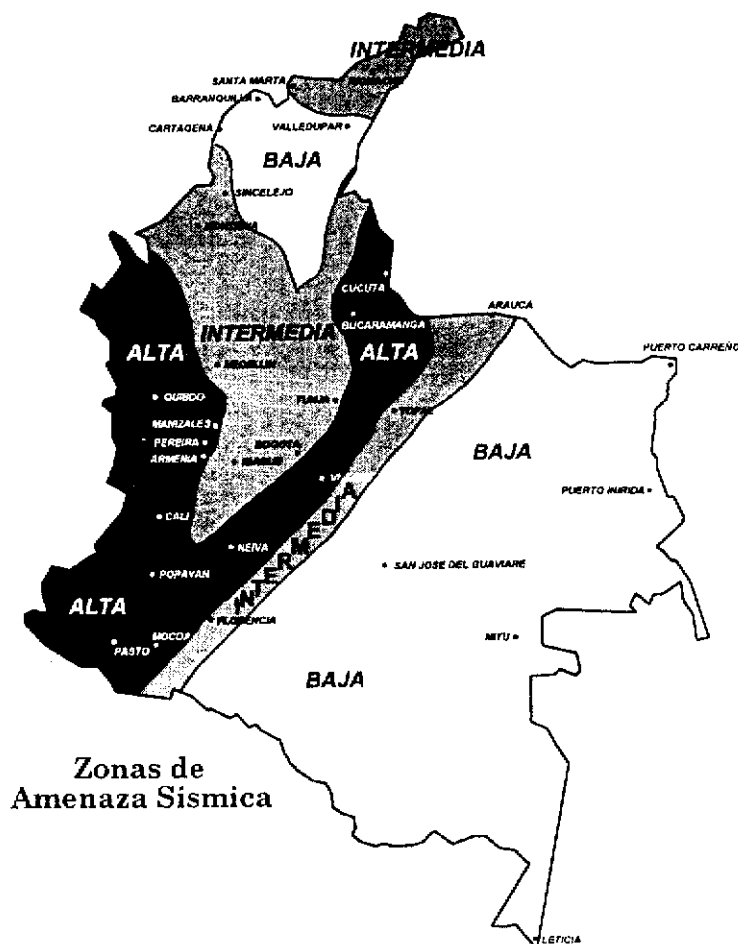 INTERMEDIA
SANTA MARTA
BARRANQUILLA
CARTAGENA
VALLEDUPAR
BAJA
SINCELEJO
CUCUTA
ARAUCA
BUCARAMANGA
INTERMEDIA
ALTA
ALTA
PUERTO CARREÑO
MEDELLIN
QUIBDO
TUNJA
YOPAL
MANIZALES
BOGOTA
BAJA
PEREIRA
ARMENIA
PUERTO INIRIDA
CALI
INTERMEDIA
NEIVA
SAN JOSE DEL GUAVIARE
POPAYAN
ALTA
FLORENCIA
MOCOA
MITU
PASTO
BAJA
Zonas de
Amenaza Sísmica
LETICIA